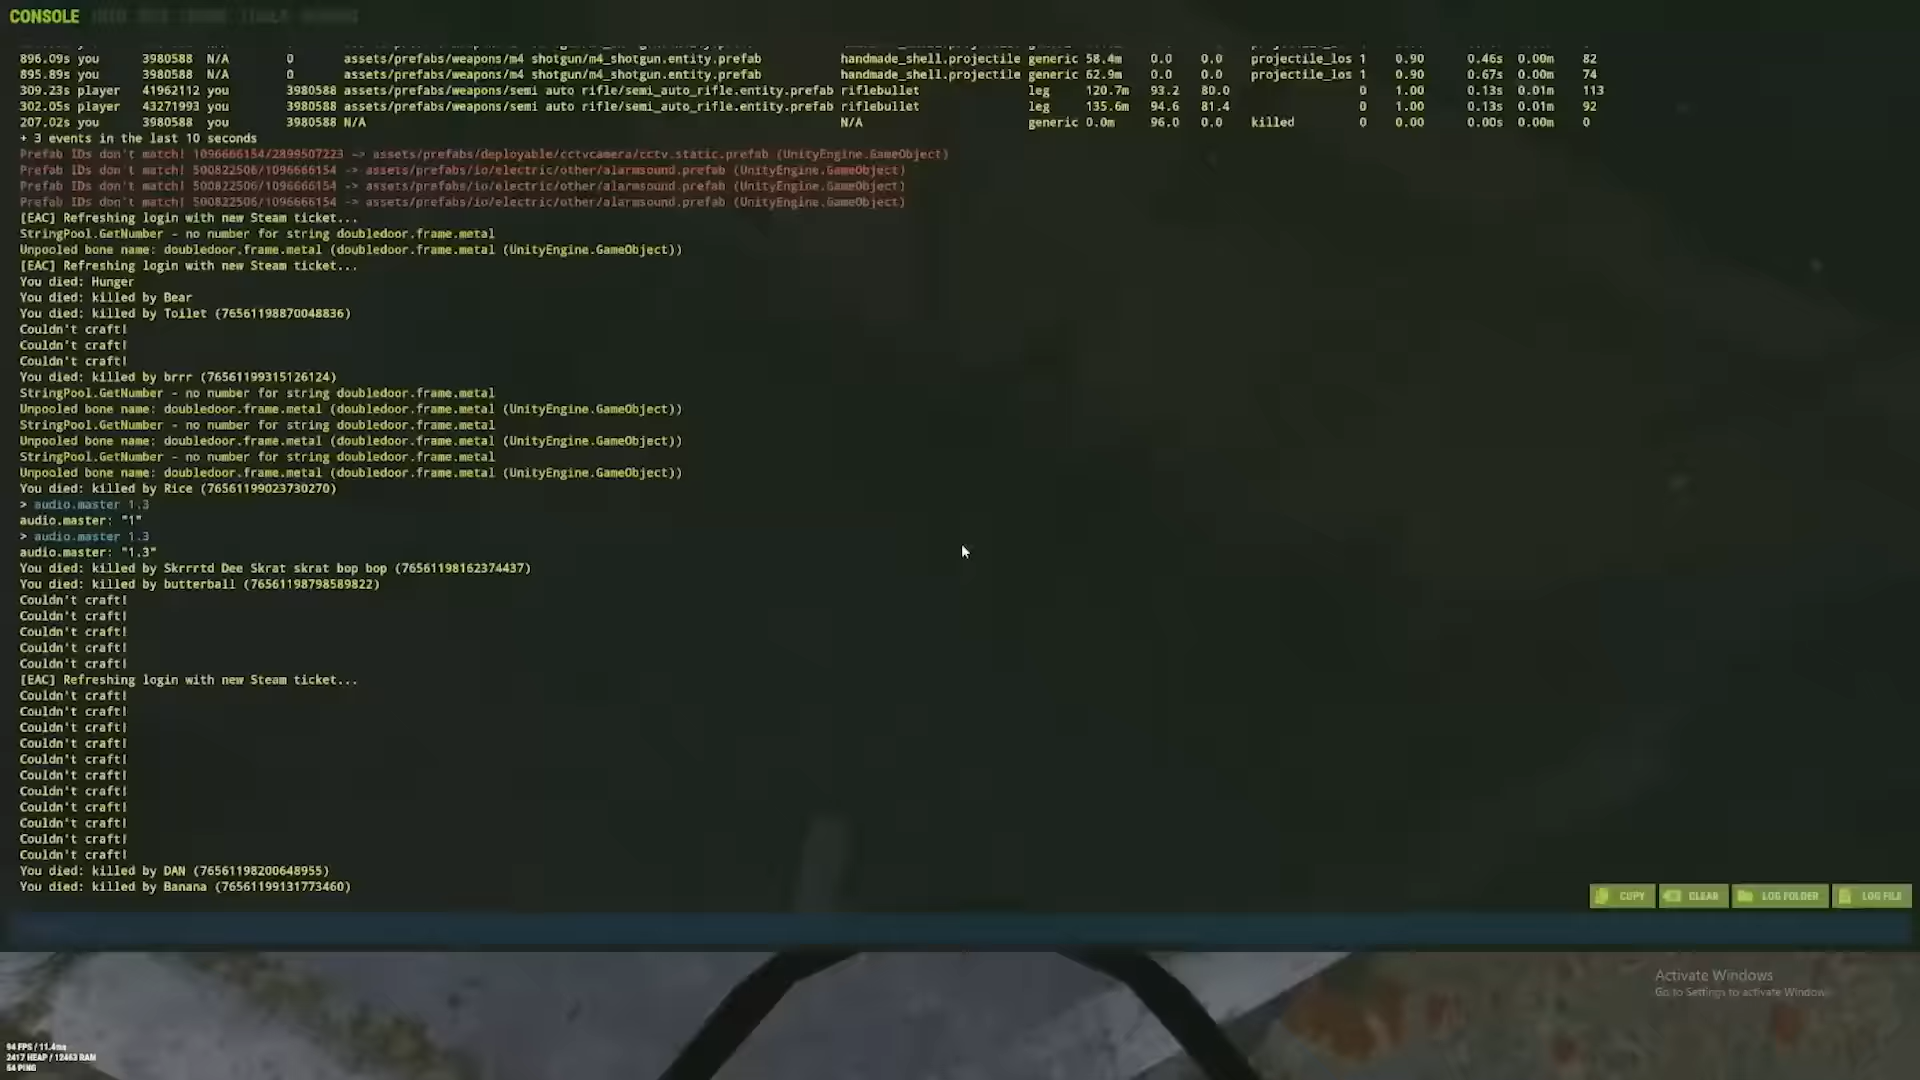 CONSOLE
896.09s you 3980588 N/A 0 assets/prefabs/weapons/m4 shotgun/m4_shotgun.entity.prefab handmade_shell.projectile generic 58.4m 0.0 0.0 projectile_los 1 0.90 0.46s 0.00m 82
895.89s you 3980588 N/A 0 assets/prefabs/weapons/m4 shotgun/m4_shotgun.entity.prefab handmade_shell.projectile generic 62.9m 0.0 0.0 projectile_los 1 0.90 0.67s 0.00m 74
309.23s player 41962112 you 3980588 assets/prefabs/weapons/semi auto rifle/semi_auto_rifle.entity.prefab riflebullet leg 120.7m 93.2 80.0 0 1.00 0.13s 0.01m 113
302.05s player 43271993 you 3980588 assets/prefabs/weapons/semi auto rifle/semi_auto_rifle.entity.prefab riflebullet leg 135.6m 94.6 81.4 0 1.00 0.13s 0.01m 92
207.02s you 3980588 you 3980588 N/A N/A generic 0.0m 96.0 0.0 killed 0 0.00 0.00s 0.00m 0
+ 3 events in the last 10 seconds
Prefab IDs don't match! 1096666154/2899507223 -> assets/prefabs/deployable/cctvcamera/cctv.static.prefab (UnityEngine.GameObject)
Prefab IDs don't match! 500822506/1096666154 -> assets/prefabs/io/electric/other/alarmsound.prefab (UnityEngine.GameObject)
Prefab IDs don't match! 500822506/1096666154 -> assets/prefabs/io/electric/other/alarmsound.prefab (UnityEngine.GameObject)
Prefab IDs don't match! 500822506/1096666154 -> assets/prefabs/io/electric/other/alarmsound.prefab (UnityEngine.GameObject)
[EAC] Refreshing login with new Steam ticket...
StringPool.GetNumber - no number for string doubledoor.frame.metal
Unpooled bone name: doubledoor.frame.metal (doubledoor.frame.metal (UnityEngine.GameObject))
[EAC] Refreshing login with new Steam ticket...
You died: Hunger
You died: killed by Bear
You died: killed by Toilet (76561198870048836)
Couldn't craft!
Couldn't craft!
Couldn't craft!
You died: killed by brrr (76561199315126124)
StringPool.GetNumber - no number for string doubledoor.frame.metal
Unpooled bone name: doubledoor.frame.metal (doubledoor.frame.metal (UnityEngine.GameObject))
StringPool.GetNumber - no number for string doubledoor.frame.metal
Unpooled bone name: doubledoor.frame.metal (doubledoor.frame.metal (UnityEngine.GameObject))
StringPool.GetNumber - no number for string doubledoor.frame.metal
Unpooled bone name: doubledoor.frame.metal (doubledoor.frame.metal (UnityEngine.GameObject))
You died: killed by Rice (76561199023730270)
> audio.master 1.3
audio.master: "1"
> audio.master 1.3
audio.master: "1.3"
You died: killed by Skrrrtd Dee Skrat skrat bop bop (76561198162374437)
You died: killed by butterball (76561198798589822)
Couldn't craft!
Couldn't craft!
Couldn't craft!
Couldn't craft!
Couldn't craft!
[EAC] Refreshing login with new Steam ticket...
Couldn't craft!
Couldn't craft!
Couldn't craft!
Couldn't craft!
Couldn't craft!
Couldn't craft!
Couldn't craft!
Couldn't craft!
Couldn't craft!
Couldn't craft!
Couldn't craft!
You died: killed by DAN (76561198200648955)
You died: killed by Banana (76561199131773460)
COPY CLEAR LOG FOLDER LOG FILE
Activate Windows
Go to Settings to activate Window
94 FPS / 11.4ms
2417 HEAP / 12463 RAM
54 PING